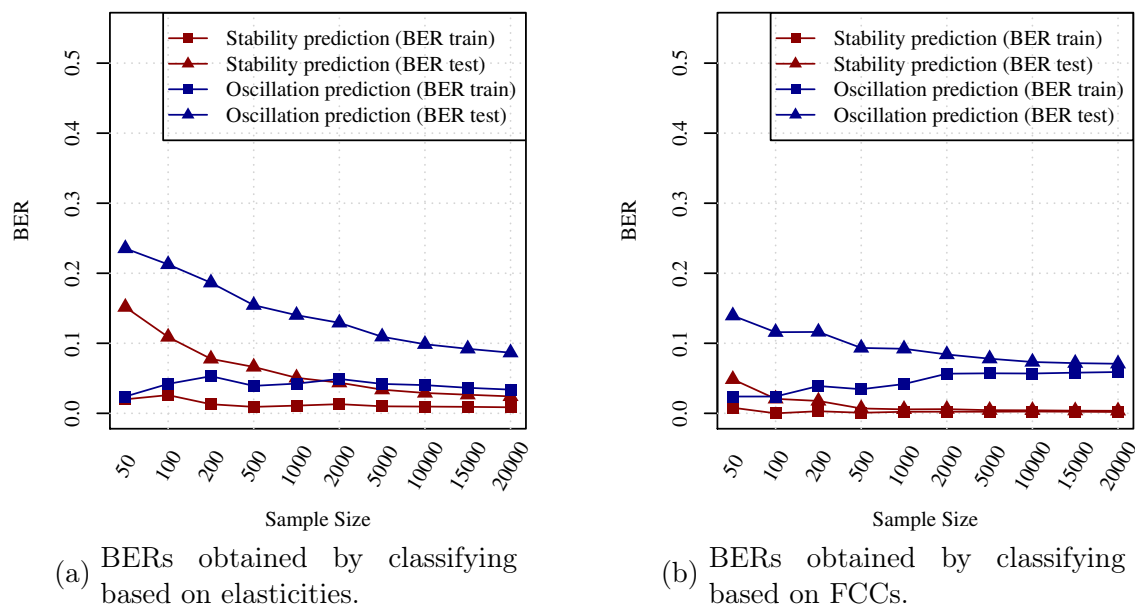 Stability prediction (BER train)
Stability prediction (BER test)
Oscillation prediction (BER train)
Oscillation prediction (BER test)
BER
0.5
0.4
0.3
0.2
0.1
0.0
50 100 200 500 1000 2000 5000 10000 15000 20000
Sample Size
(a) BERs obtained by classifying
based on elasticities.
Stability prediction (BER train)
Stability prediction (BER test)
Oscillation prediction (BER train)
Oscillation prediction (BER test)
BER
0.5
0.4
0.3
0.2
0.1
0.0
50 100 200 500 1000 2000 5000 10000 15000 20000
Sample Size
(b) BERs obtained by classifying
based on FCCs.